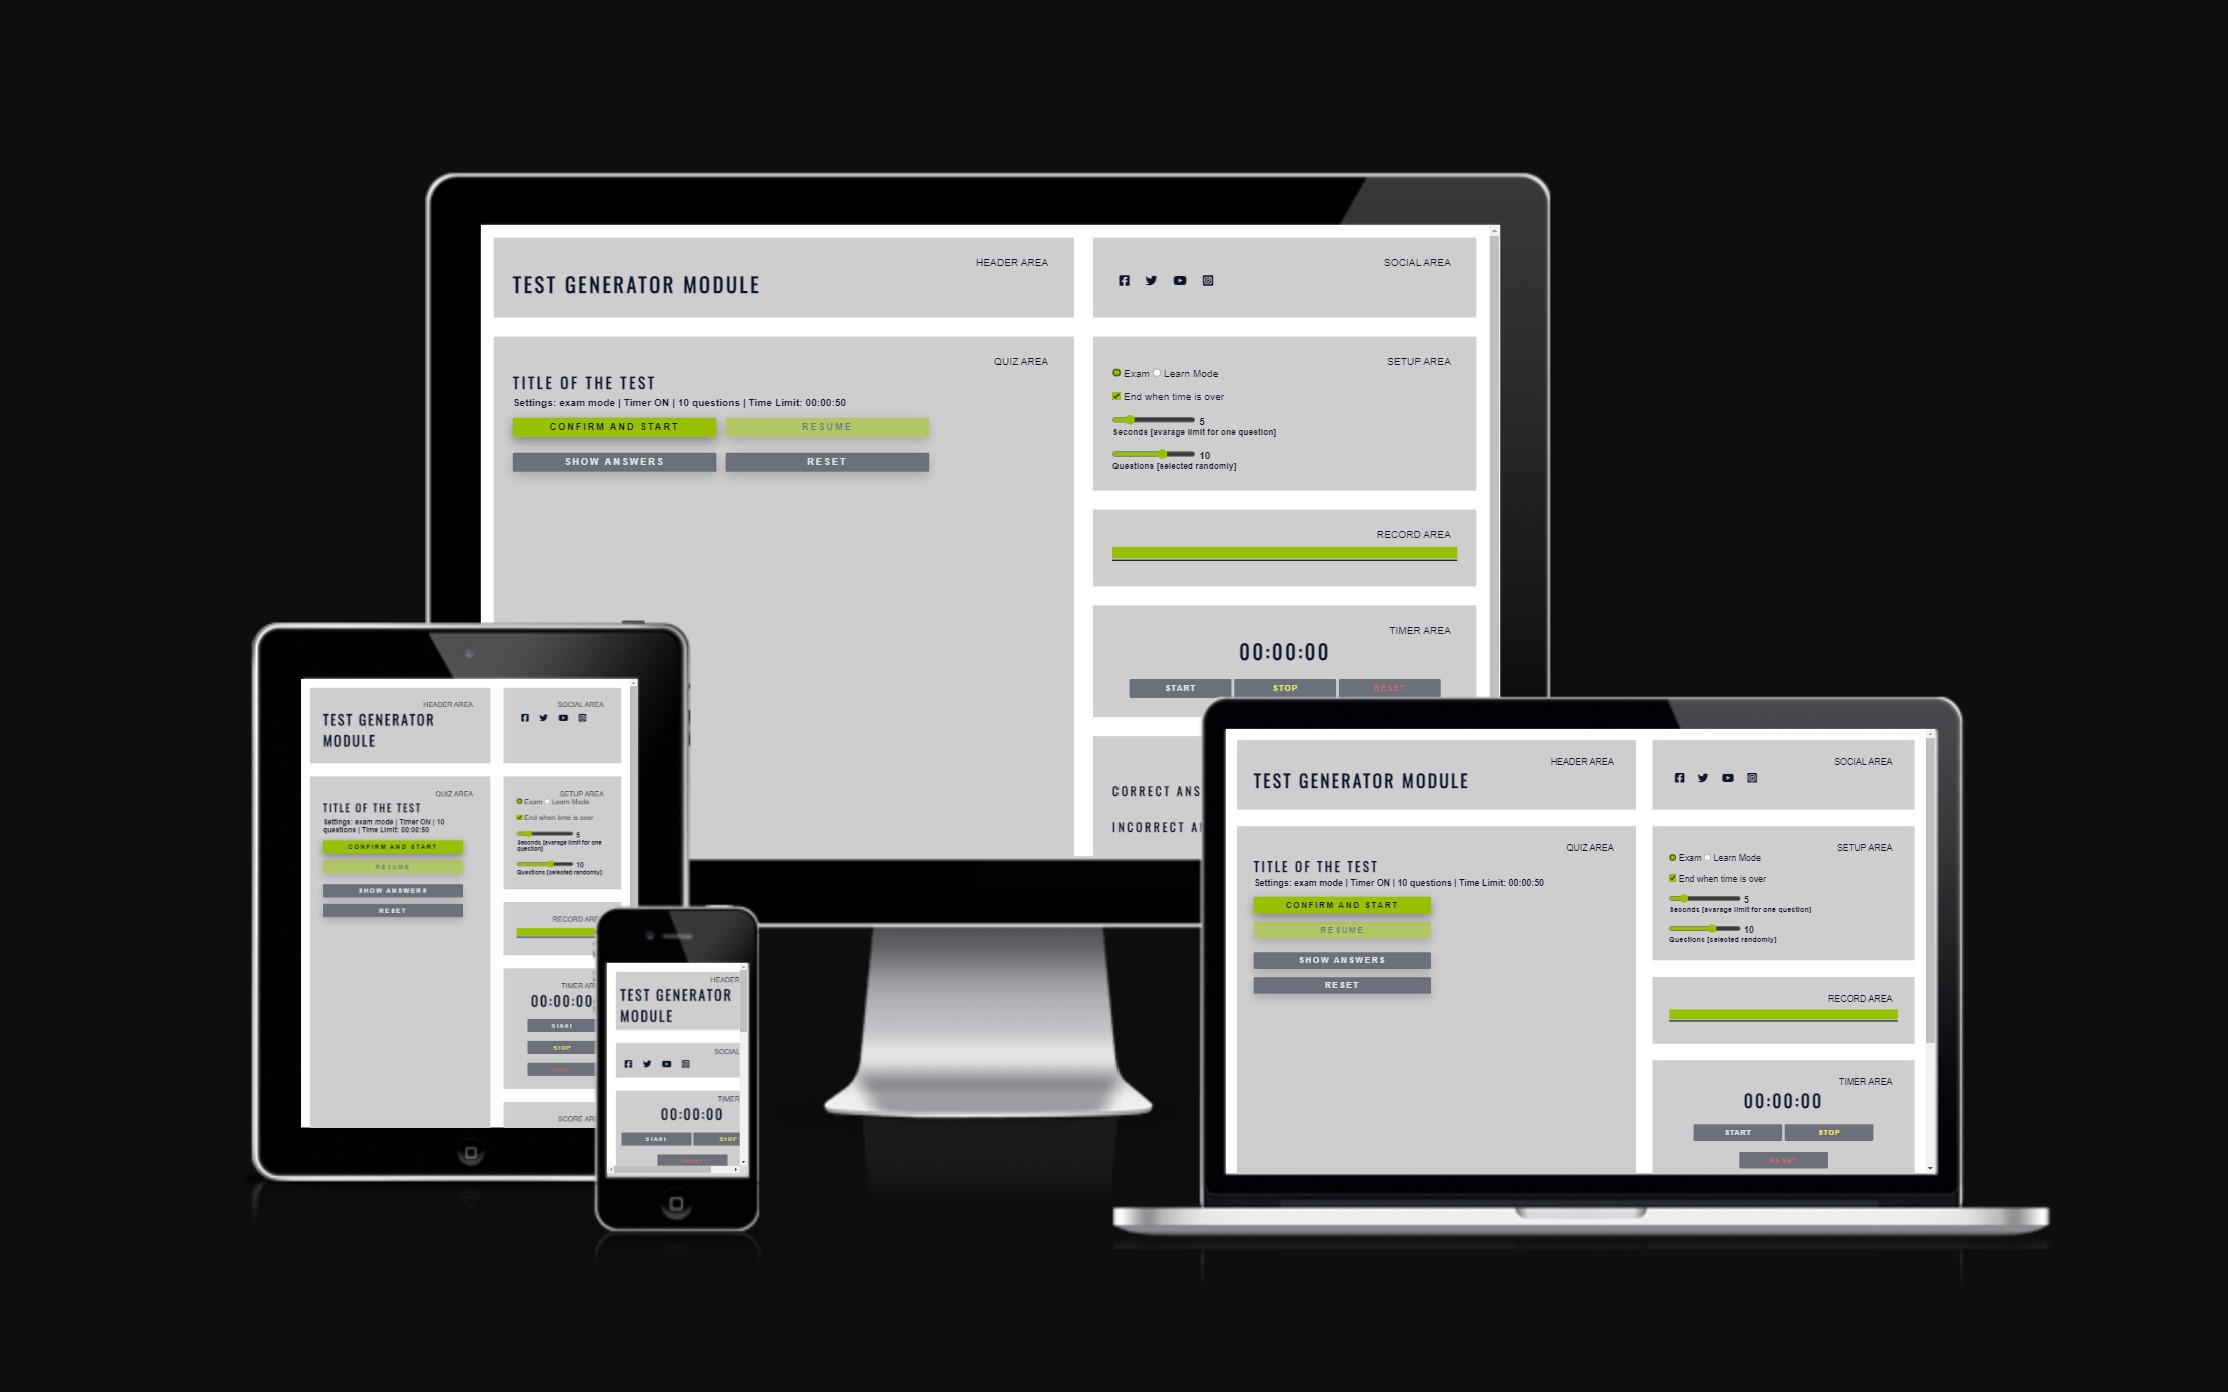 HEADER AREA
TEST GENERATOR MODULE
SOCIAL AREA
QUIZ AREA
TITLE OF THE TEST
Settings: exam mode | Timer ON | 10 questions | Time Limit: 00:00:50
CONFIRM AND START
RESUME
SHOW ANSWERS
RESET
SETUP AREA
Exam Learn Mode
End when time is over
5
Seconds [avarage limit for one question]
10
Questions [selected randomly]
RECORD AREA
TIMER AREA
00:00:00
START STOP RESET
CORRECT ANS
INCORRECT A
HEADER AREA
TEST GENERATOR
MODULE
SOCIAL AREA
QUIZ AREA
TITLE OF THE TEST
Settings: exam mode | Timer ON | 10
questions | Time Limit: 00:00:50
CONFIRM AND START
RESUME
SHOW ANSWERS
RESET
SETUP AREA
Exam Learn Mode
End when time is over
5
Seconds [avarage limit for one
question]
10
Questions [selected randomly]
RECORD ARE
TIMER AR
00:00:00
START
STOP
RESET
SCORE AR
HEADER
TEST GENERATOR
MODULE
SOCIAL
TIMER
00:00:00
START STOP
RESET
HEADER AREA
TEST GENERATOR MODULE
SOCIAL AREA
QUIZ AREA
TITLE OF THE TEST
Settings: exam mode | Timer ON | 10 questions | Time Limit: 00:00:50
CONFIRM AND START
RESUME
SHOW ANSWERS
RESET
SETUP AREA
Exam Learn Mode
End when time is over
5
Seconds [avarage limit for one question]
10
Questions [selected randomly]
RECORD AREA
TIMER AREA
00:00:00
START STOP
RESET